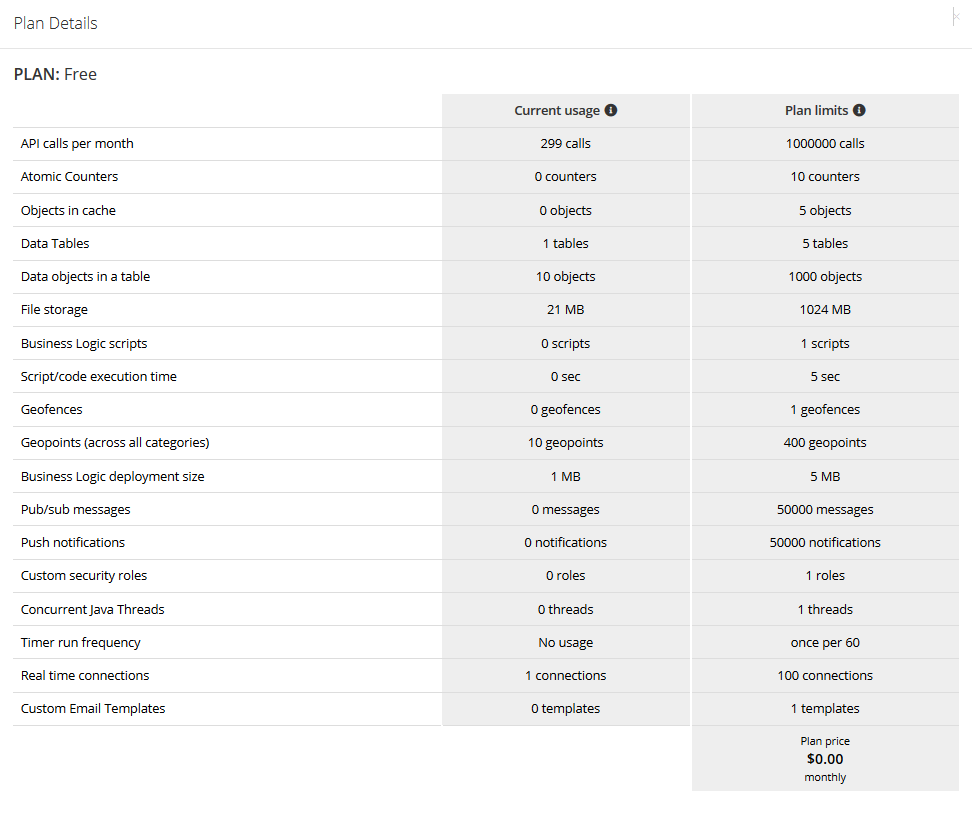 Plan Details
PLAN: Free
Current usage Plan limits
API calls per month 299 calls 1000000 calls
Atomic Counters 0 counters 10 counters
Objects in cache 0 objects 5 objects
Data Tables 1 tables 5 tables
Data objects in a table 10 objects 1000 objects
File storage 21 MB 1024 MB
Business Logic scripts 0 scripts 1 scripts
Script/code execution time 0 sec 5 sec
Geofences 0 geofences 1 geofences
Geopoints (across all categories) 10 geopoints 400 geopoints
Business Logic deployment size 1 MB 5 MB
Pub/sub messages 0 messages 50000 messages
Push notifications 0 notifications 50000 notifications
Custom security roles 0 roles 1 roles
Concurrent Java Threads 0 threads 1 threads
Timer run frequency No usage once per 60
Real time connections 1 connections 100 connections
Custom Email Templates 0 templates 1 templates
Plan price
$0.00
monthly